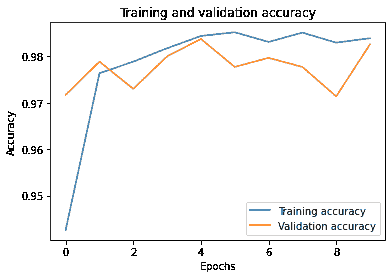 Training and validation accuracy
Accuracy
0.98
0.97
0.96
0.95
0 2 4 6 8
Epochs
Training accuracy
Validation accuracy